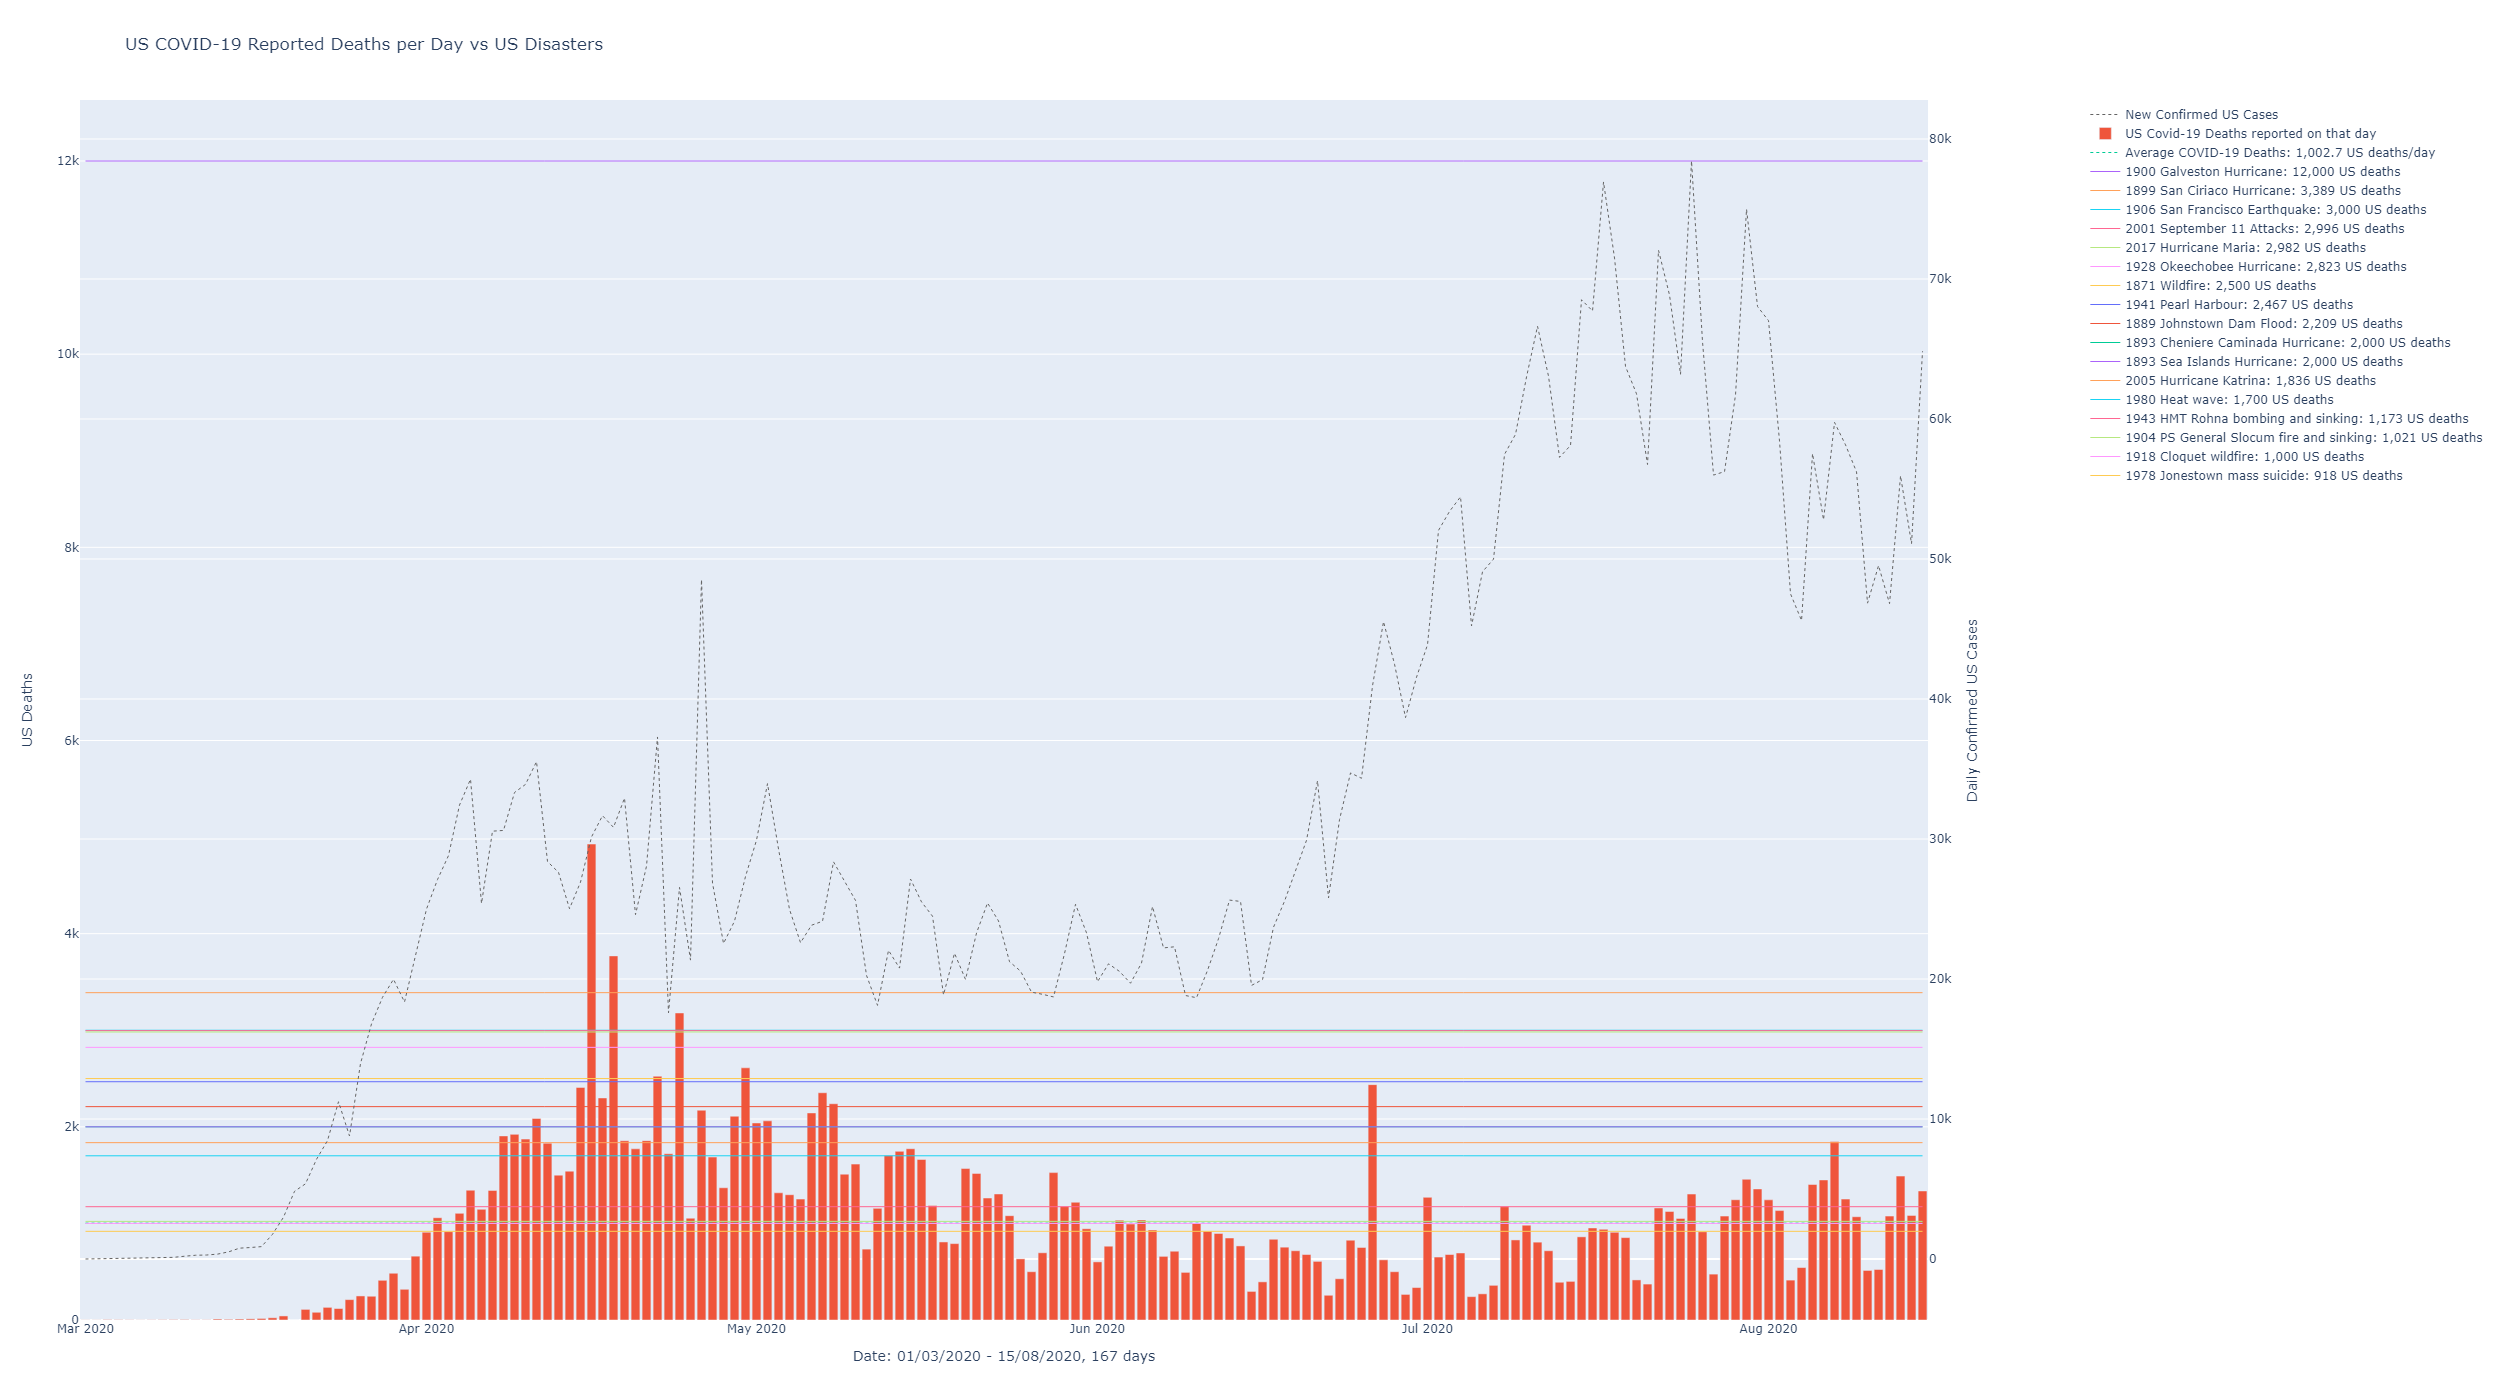 US COVID-19 Reported Deaths per Day vs US Disasters
12k
10k
8k
6k
4k
2k
0
US Deaths
Mar 2020
Apr 2020
May 2020
Jun 2020
Jul 2020
Aug 2020
Date: 01/03/2020 - 15/08/2020, 167 days
80k
70k
60k
50k
40k
30k
20k
10k
0
Daily Confirmed US Cases
New Confirmed US Cases
US Covid-19 Deaths reported on that day
Average COVID-19 Deaths: 1,002.7 US deaths/day
1900 Galveston Hurricane: 12,000 US deaths
1899 San Ciriaco Hurricane: 3,389 US deaths
1906 San Francisco Earthquake: 3,000 US deaths
2001 September 11 Attacks: 2,996 US deaths
2017 Hurricane Maria: 2,982 US deaths
1928 Okeechobee Hurricane: 2,823 US deaths
1871 Wildfire: 2,500 US deaths
1941 Pearl Harbour: 2,467 US deaths
1889 Johnstown Dam Flood: 2,209 US deaths
1893 Cheniere Caminada Hurricane: 2,000 US deaths
1893 Sea Islands Hurricane: 2,000 US deaths
2005 Hurricane Katrina: 1,836 US deaths
1980 Heat wave: 1,700 US deaths
1943 HMT Rohna bombing and sinking: 1,173 US deaths
1904 PS General Slocum fire and sinking: 1,021 US deaths
1918 Cloquet wildfire: 1,000 US deaths
1978 Jonestown mass suicide: 918 US deaths